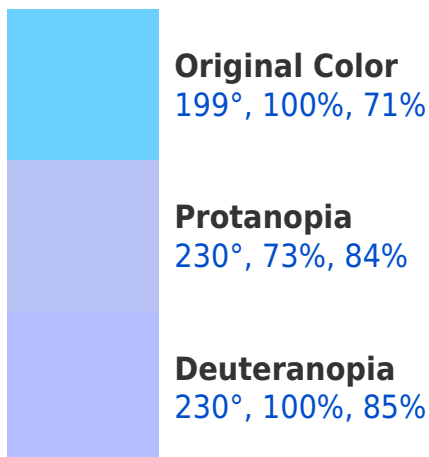 Original Color
199°, 100%, 71%
Protanopia
230°, 73%, 84%
Deuteranopia
230°, 100%, 85%